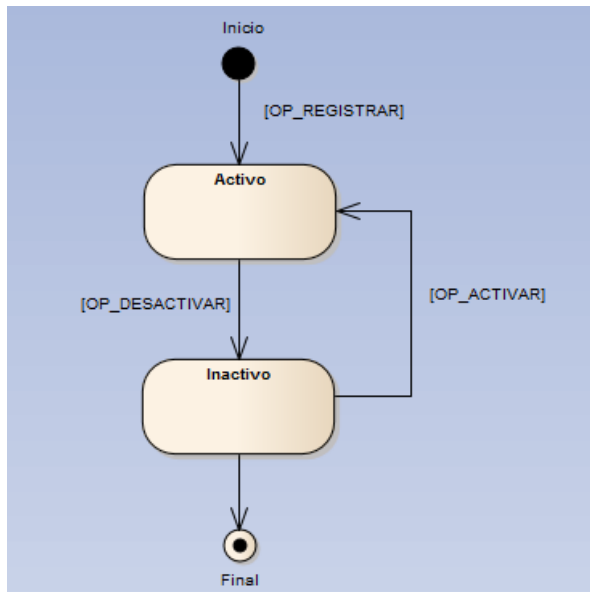 Inicio
[OP_REGISTRAR]
Activo
[OP_DESACTIVAR]
[OP_ACTIVAR]
Inactivo
Final